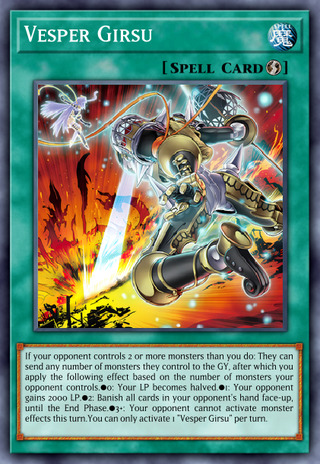 Vesper Girsu
魔
[Spell Card]
If your opponent controls 2 or more monsters than you do: They can
send any number of monsters they control to the GY, after which you
apply the following effect based on the number of monsters your
opponent controls.●0: Your LP becomes halved.●1: Your opponent
gains 2000 LP.●2: Banish all cards in your opponent's hand face-up,
until the End Phase.●3+: Your opponent cannot activate monster
effects this turn.You can only activate 1 "Vesper Girsu" per turn.